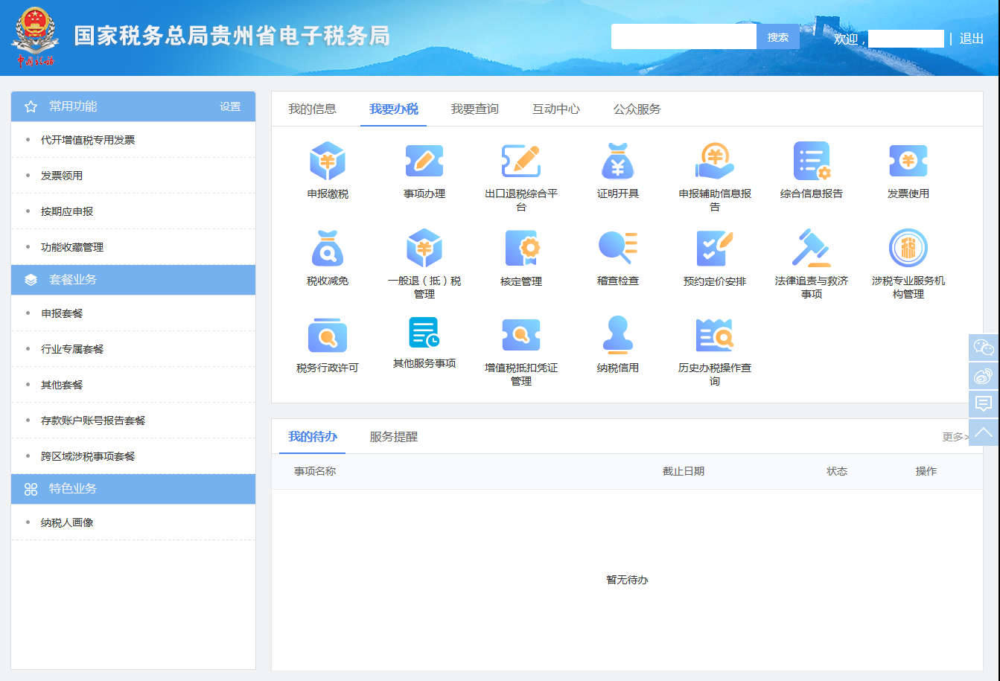 国家税务总局贵州省电子税务局
中国税务
搜索
欢迎，
| 退出
常用功能
设置
代开增值税专用发票
发票领用
按期应申报
功能收藏管理
套餐业务
申报套餐
行业专属套餐
其他套餐
存款账户账号报告套餐
跨区域涉税事项套餐
特色业务
纳税人画像
我的信息 我要办税 我要查询 互动中心 公众服务
申报缴税
事项办理
出口退税综合平
台
证明开具
申报辅助信息报
告
综合信息报告
发票使用
税收减免
一般退（抵）税
管理
核定管理
稽查检查
预约定价安排
法律追责与救济
事项
税
涉税专业服务机
构管理
税务行政许可
其他服务事项
增值税抵扣凭证
管理
纳税信用
历史办税操作查
询
我的待办 服务提醒 更多>
事项名称 截止日期 状态 操作
暂无待办